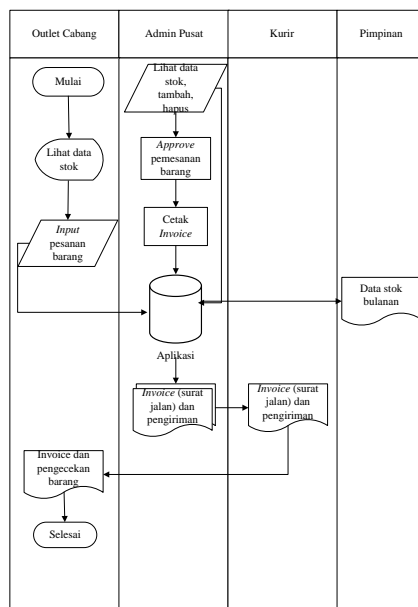 Outlet Cabang
Admin Pusat
Kurir
Pimpinan
Mulai
Lihat data
stok
Input
pesanan
barang
Lihat data
stok,
tambah,
hapus
Approve
pemesanan
barang
Cetak
Invoice
Aplikasi
Data stok
bulanan
Invoice (surat
jalan) dan
pengiriman
Invoice (surat
jalan) dan
pengiriman
Invoice dan
pengecekan
barang
Selesai